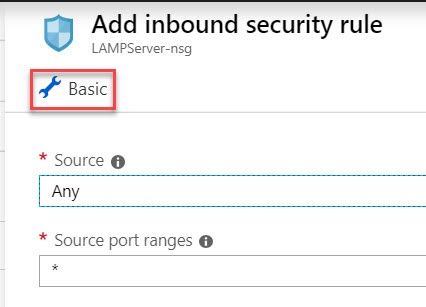 Add inbound security rule
LAMPServer-nsg
Basic
* Source
Any
* Source port ranges
*